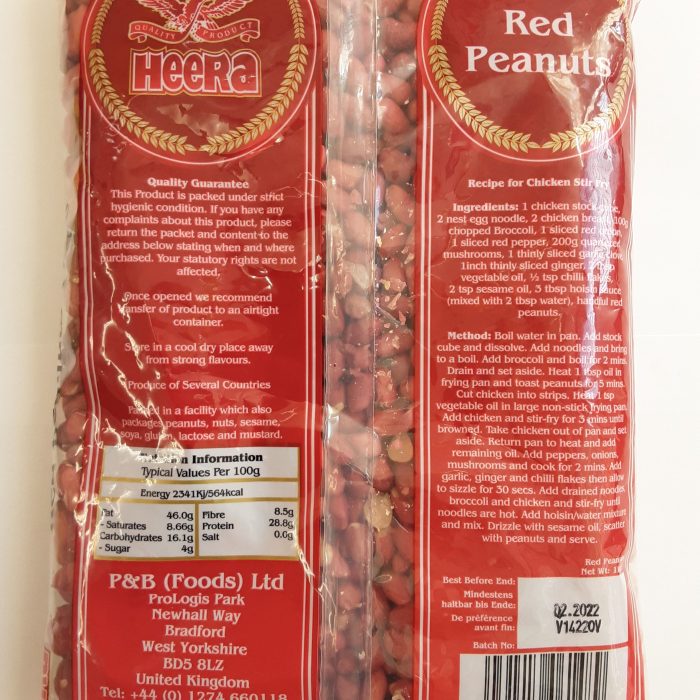 QUALITY PRODUCT
HEERA
Quality Guarantee
This Product is packed under strict
hygienic condition. If you have any
complaints about this product, please
return the packet and content to the
address below stating when and where
purchased. Your statutory rights are not
affected.
Once opened we recommend
transfer of product to an airtight
container.
Store in a cool dry place away
from strong flavours.
Produce of Several Countries
Packed in a facility which also
packages peanuts, nuts, sesame,
soya, gluten, lactose and mustard.
Information
Typical Values Per 100g
Energy 2341Kj/564kcal
Fat 46.0g
- Saturates 8.66g
Carbohydrates 16.1g
- Sugar 4g
Fibre 8.5g
Protein 28.8g
Salt 0.0g
P&B (Foods) Ltd
ProLogis Park
Newhall Way
Bradford
West Yorkshire
BD5 8LZ
United Kingdom
Tel: +44 (0) 1274 660118
Red
Peanuts
Recipe for Chicken Stir Fry
Ingredients: 1 chicken stock cube,
2 nest egg noodle, 2 chicken breast, 100g
chopped Broccoli, 1 sliced red
1 sliced red pepper, 200g
mushrooms, 1 thinly sliced garlic clove,
1inch thinly sliced ginger, 2 tbsp
vegetable oil, ½ tsp chilli flakes,
2 tsp sesame oil, 3 tbsp hoisin sauce
(mixed with 2 tbsp water), handful red
peanuts.
Method: Boil water in pan. Add stock
cube and dissolve. Add noodles and bring
to a boil. Add broccoli and boil for 2 mins.
Drain and set aside. Heat 1 tbsp oil in
frying pan and toast peanuts for 5 mins.
Cut chicken into strips. Heat 1 tsp
vegetable oil in large non-stick frying pan.
Add chicken and stir-fry for 3 mins until
browned. Take chicken out of pan and set
aside. Return pan to heat and add
remaining oil. Add peppers, onions,
mushrooms and cook for 2 mins. Add
garlic, ginger and chilli flakes then allow
to sizzle for 30 secs. Add drained noodles,
broccoli and chicken and stir-fry until
noodles are hot. Add hoisin/water mixture
and mix. Drizzle with sesame oil, scatter
with peanuts and serve.
Red Peanuts
Net Wt:
Best Before End:
Mindestens
haltbar bis Ende:
De préférence
avant fin:
02.2022
V14220V
Batch No: